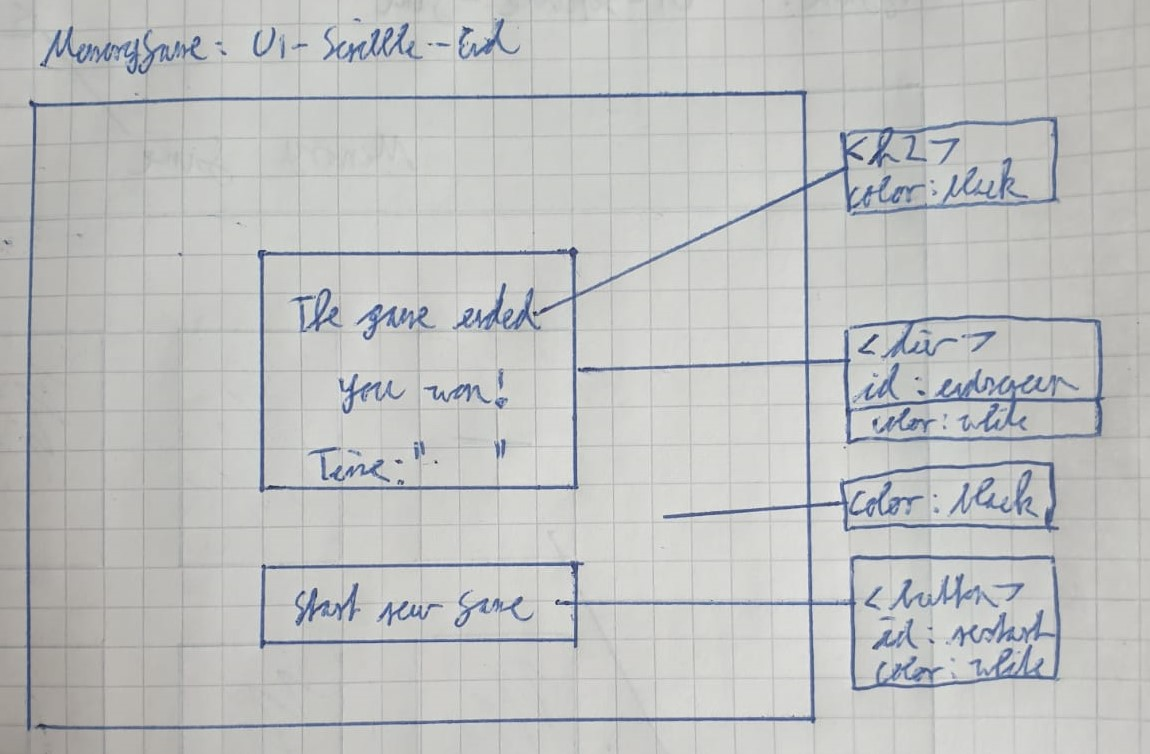 Memorygame: UI-Scribble-End
The game ended
you won!
Time:" "
Start new game
<h2>
color: black
<div>
id: endscreen
color: white
color: black
<button>
id: restart
color: white